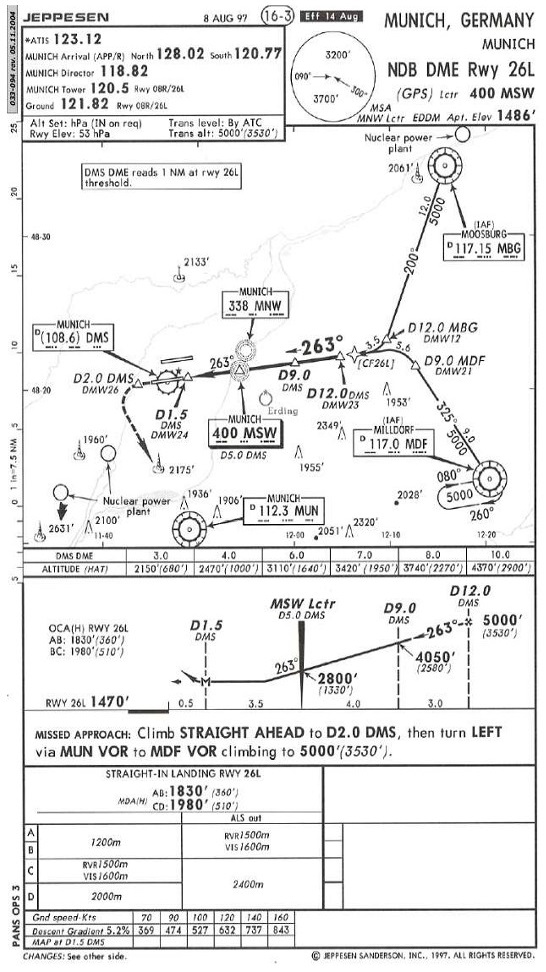 033-094 rev. 05.11.2004
JEPPESEN
8 AUG 97
16-3
Eff 14 Aug
MUNICH, GERMANY
MUNICH
NDB DME Rwy 26L
(GPS) Lctr 400 MSW
EDDM Apt. Elev 1486'
*ATIS 123.12
MUNICH Arrival (APP/R) North 128.02 South 120.77
MUNICH Director 118.82
MUNICH Tower 120.5 Rwy 08R/26L
Ground 121.82 Rwy 08R/26L
Alt Set: hPa (IN on req) Trans level: By ATC
Rwy Elev: 53 hPa Trans alt: 5000'(3530')
3200'
090°
300°
3700'
MSA
MNW Lctr
DMS DME reads 1 NM at rwy 26L
threshold.
Nuclear power
plant
2061'
(IAF)
MOOSBURG
D 117.15 MBG
12.0
5000
200°
48-30
2133'
MUNICH
338 MNW
MUNICH
D (108.6) DMS
263°
←263°
D12.0 MBG
DMW12
3.5
5.6
[CF26L]
D9.0 MDF
DMW21
D2.0 DMS
DMW26
48-20
D1.5
DMS
DMW24
D9.0
DMS
D12.0 DMS
DMW23
1953'
Erding
MUNICH
400 MSW
D5.0 DMS
2349'
(IAF)
MILLDORF
D 117.0 MDF
325°
9.0
5000
080°
5000
260°
1960'
2175'
1955'
Nuclear power
plant
1936'
1906'
MUNICH
D 112.3 MUN
2028'
2631'
2100'
2051'
2320'
11-40
12-00
12-10
12-20
25
20
15
10
5
0
5
1 in=7.5 NM
DMS DME 3.0 4.0 6.0 7.0 8.0 10.0
ALTITUDE (HAT) 2150'(680') 2470'(1000') 3110'(1640') 3420'(1950') 3740'(2270') 4370'(2900')
OCA(H) RWY 26L
AB: 1830'(360')
BC: 1980'(510')
D1.5
DMS
MSW Lctr
D5.0 DMS
D9.0
DMS
D12.0
DMS
←263°
5000'
(3530')
4050'
(2580')
263°
2800'
(1330')
M
RWY 26L 1470'
0.5 3.5 4.0 3.0
MISSED APPROACH: Climb STRAIGHT AHEAD to D2.0 DMS, then turn LEFT
via MUN VOR to MDF VOR climbing to 5000'(3530').
STRAIGHT-IN LANDING RWY 26L
MDA(H) AB: 1830' (360')
CD: 1980' (510')
ALS out
A
B
C
D
1200m
RVR 1500m
VIS 1600m
RVR 1500m
VIS 1600m
2400m
2000m
PANS OPS 3
Gnd speed-Kts 70 90 100 120 140 160
Descent Gradient 5.2% 369 474 527 632 737 843
MAP at D1.5 DMS
CHANGES: See other side.
© JEPPESEN SANDERSON, INC., 1997. ALL RIGHTS RESERVED.